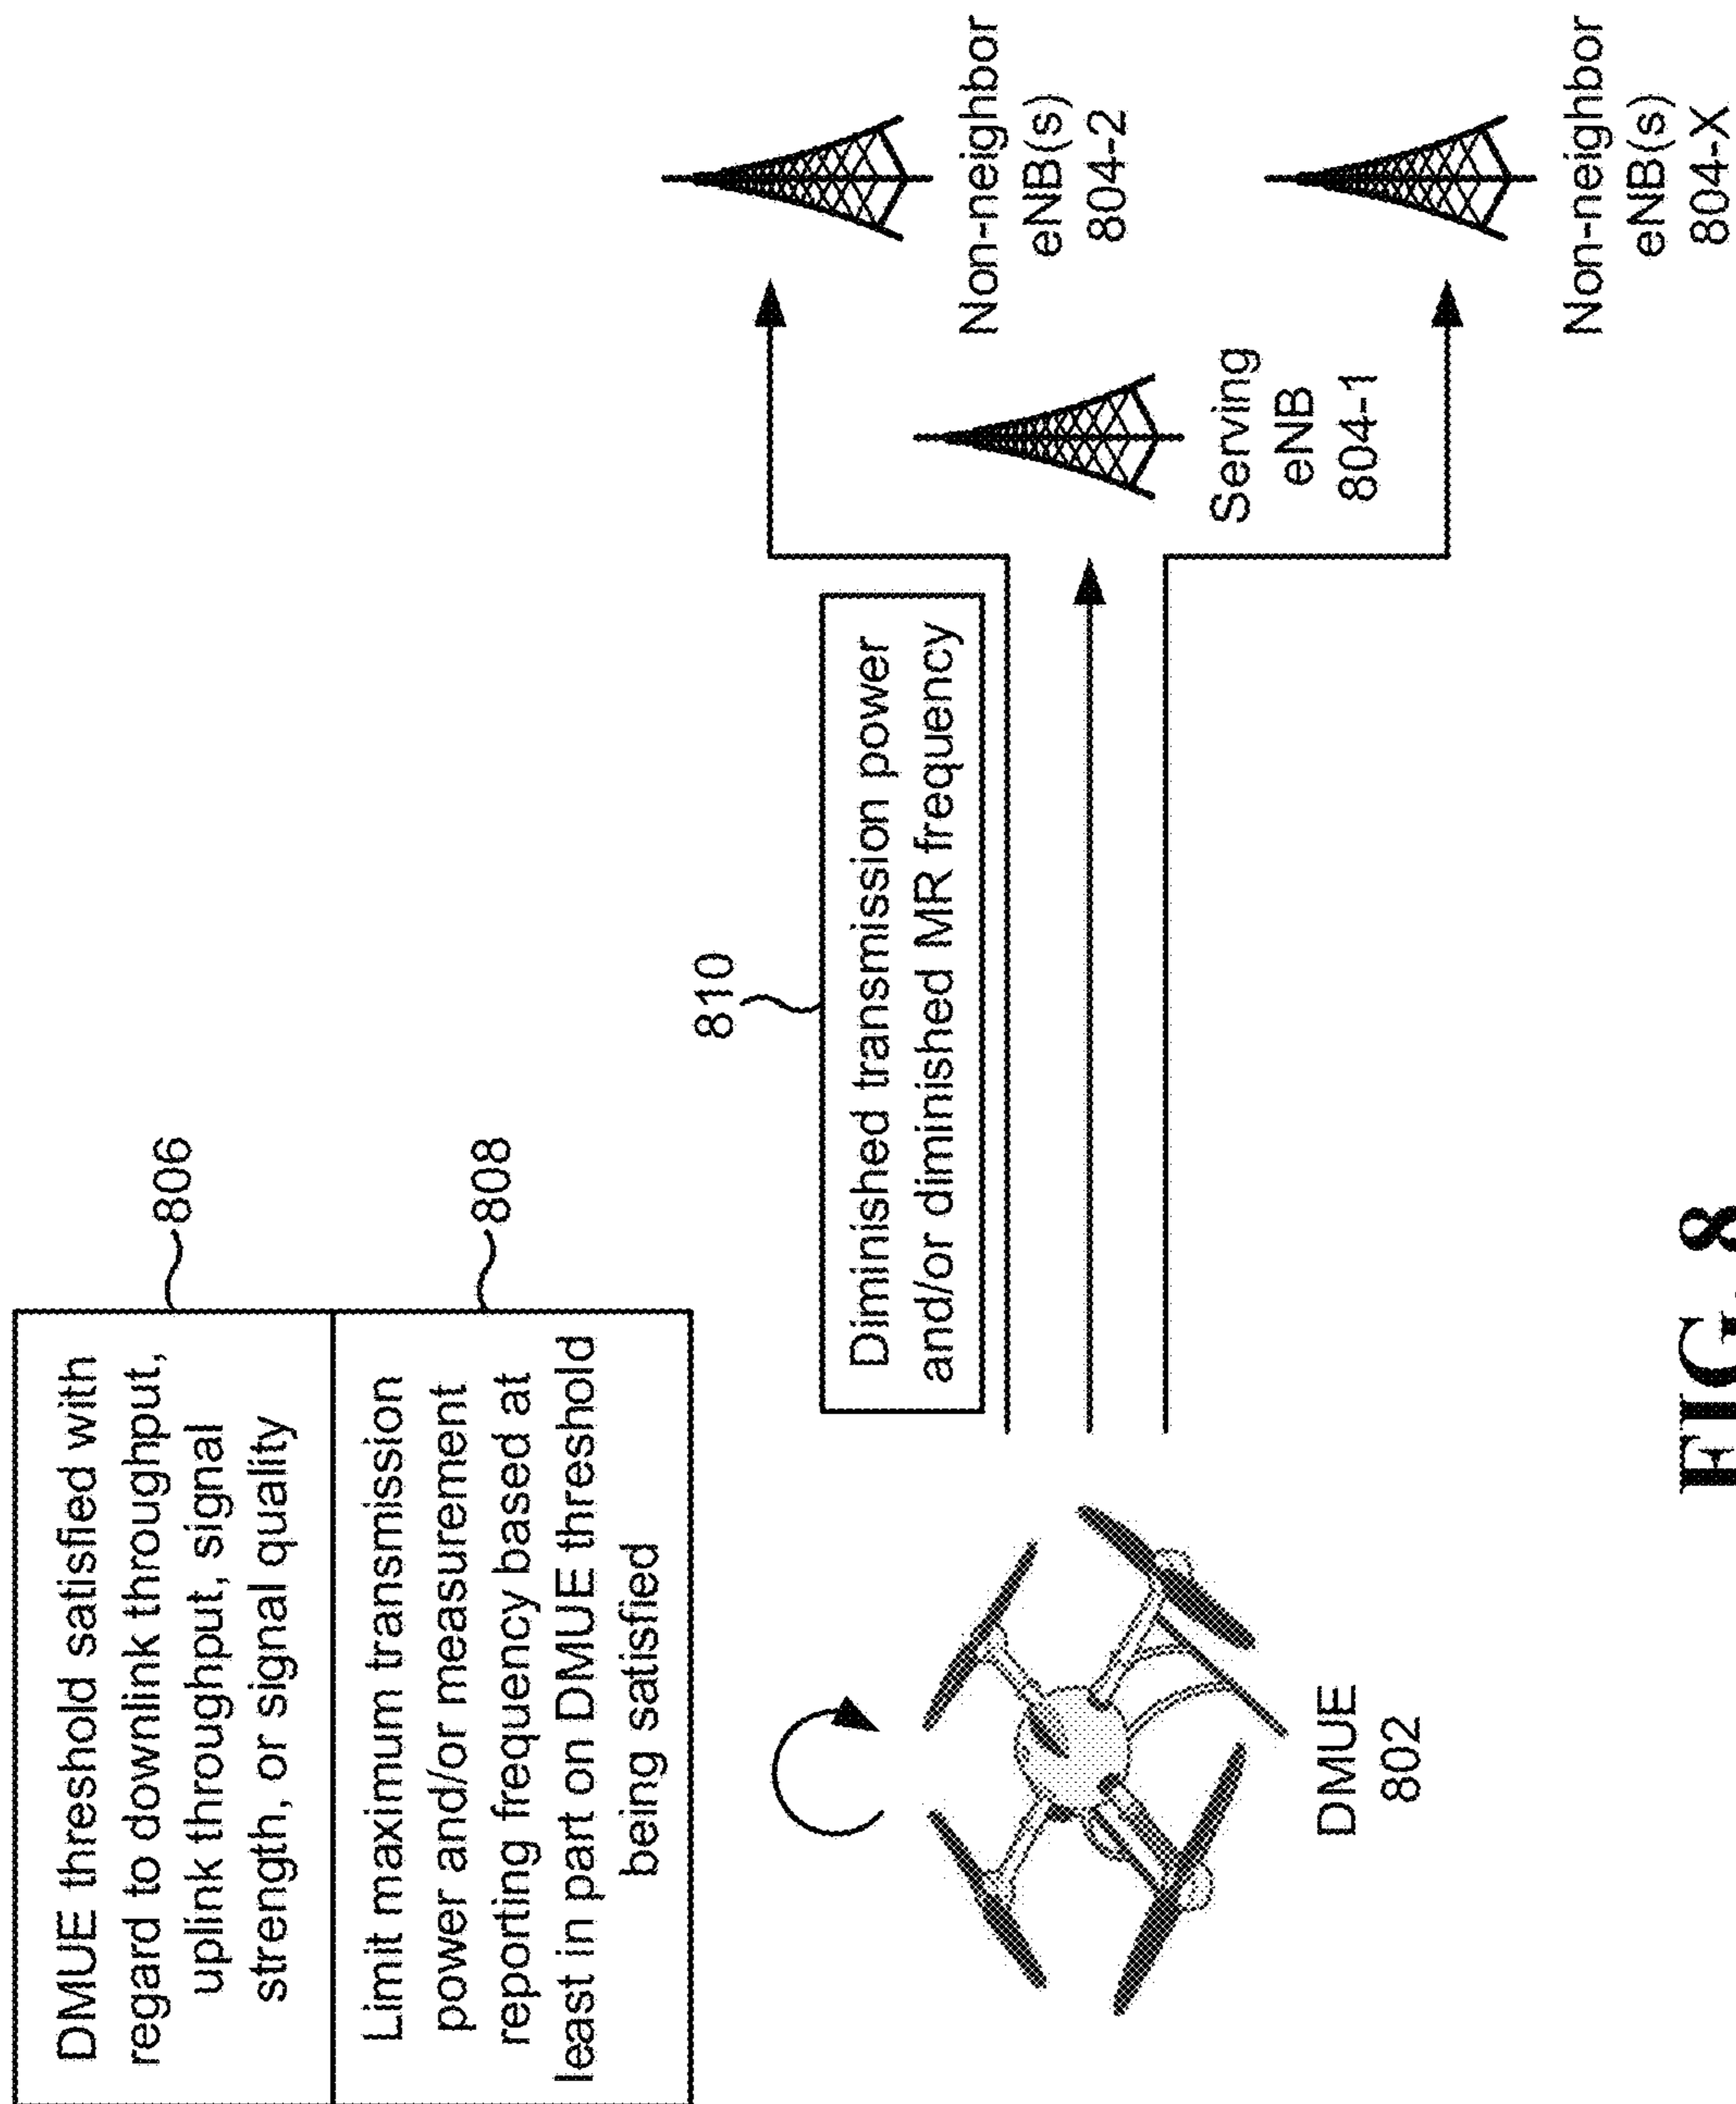 DMUE threshold satisfied with
regard to downlink throughput,
uplink throughput, signal
strength, or signal quality
806
Limit maximum transmission
power and/or measurement
reporting frequency based at
least in part on DMUE threshold
being satisfied
808
810
Diminished transmission power
and/or diminished MR frequency
DMUE
802
Serving
eNB
804-1
Non-neighbor
eNB(s)
804-2
Non-neighbor
eNB(s)
804-X
FIG. 8